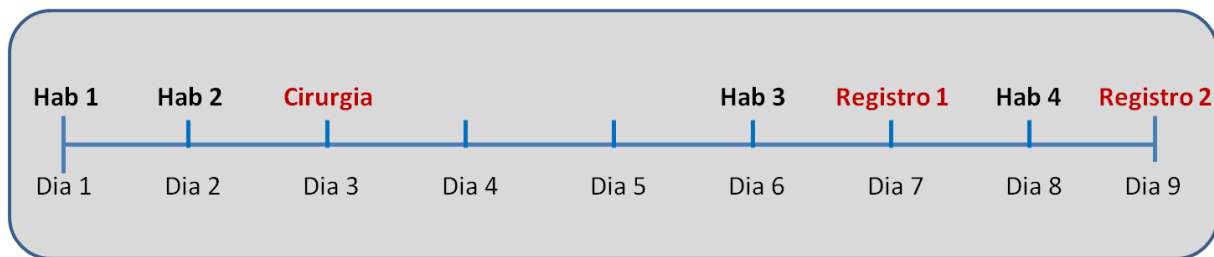 Hab 1 Hab 2 Cirurgia Hab 3 Registro 1 Hab 4 Registro 2
Dia 1 Dia 2 Dia 3 Dia 4 Dia 5 Dia 6 Dia 7 Dia 8 Dia 9